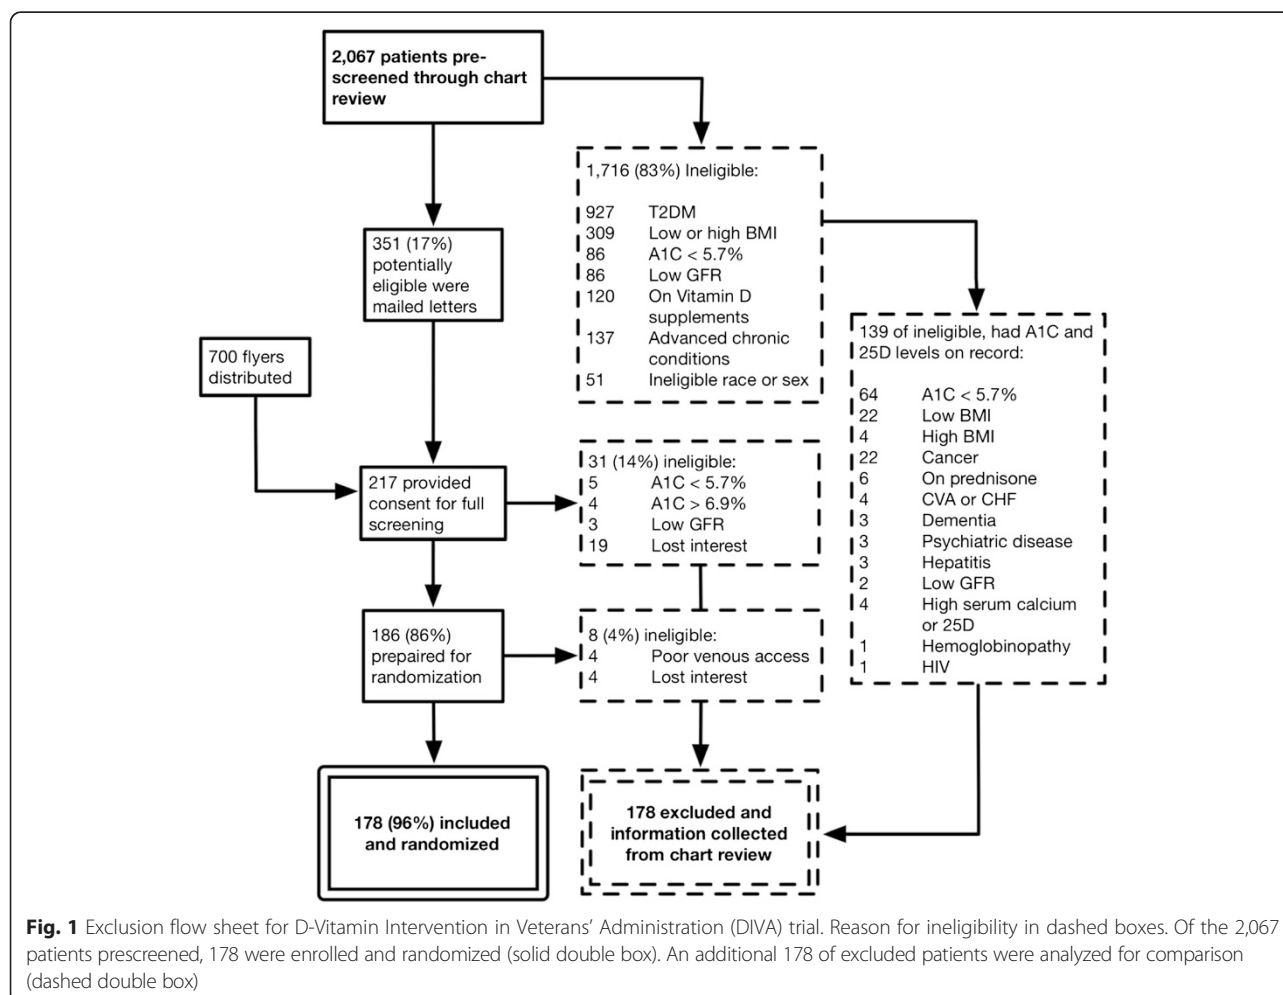 2,067 patients pre-
screened through chart
review
1,716 (83%) Ineligible:
927 T2DM
309 Low or high BMI
86 A1C < 5.7%
86 Low GFR
120 On Vitamin D
supplements
137 Advanced chronic
conditions
51 Ineligible race or sex
351 (17%)
potentially
eligible were
mailed letters
700 flyers
distributed
139 of ineligible, had A1C and
25D levels on record:
64 A1C < 5.7%
22 Low BMI
4 High BMI
22 Cancer
6 On prednisone
4 CVA or CHF
3 Dementia
3 Psychiatric disease
3 Hepatitis
2 Low GFR
4 High serum calcium
or 25D
1 Hemoglobinopathy
1 HIV
217 provided
consent for full
screening
31 (14%) ineligible:
5 A1C < 5.7%
4 A1C > 6.9%
3 Low GFR
19 Lost interest
186 (86%)
prepaired for
randomization
8 (4%) ineligible:
4 Poor venous access
4 Lost interest
178 (96%) included
and randomized
178 excluded and
information collected
from chart review
Fig. 1 Exclusion flow sheet for D-Vitamin Intervention in Veterans’ Administration (DIVA) trial. Reason for ineligibility in dashed boxes. Of the 2,067
patients prescreened, 178 were enrolled and randomized (solid double box). An additional 178 of excluded patients were analyzed for comparison
(dashed double box)